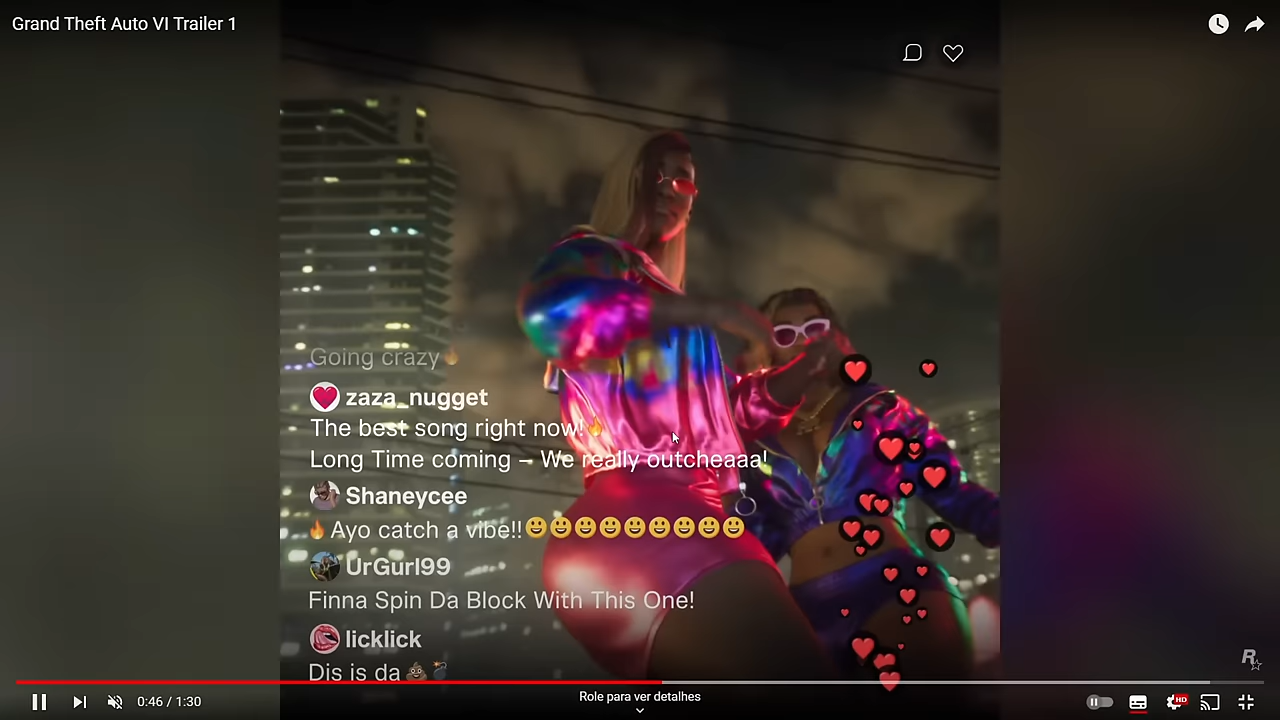 Grand Theft Auto VI Trailer 1
Going crazy🔥
zaza_nugget
The best song right now!🔥
Long Time coming – We really outcheaaa!
Shaneycee
🔥Ayo catch a vibe!!😀😀😀😀😀😀😀😀😀
UrGurl99
Finna Spin Da Block With This One!
licklick
Dis is da💩💣
R☆
0:46 / 1:30
Role para ver detalhes
HD